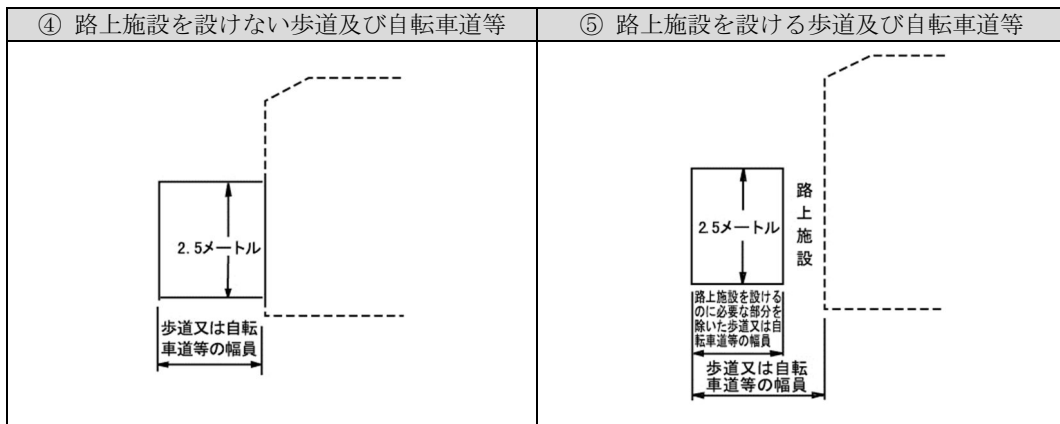 ④ 路上施設を設けない歩道及び自転車道等
⑤ 路上施設を設ける歩道及び自転車道等
2.5メートル
歩道又は自転
車道等の幅員
2.5メートル
路上施設
路上施設を設ける
のに必要な部分を
除いた歩道又は自
転車道等の幅員
歩道又は自転
車道等の幅員